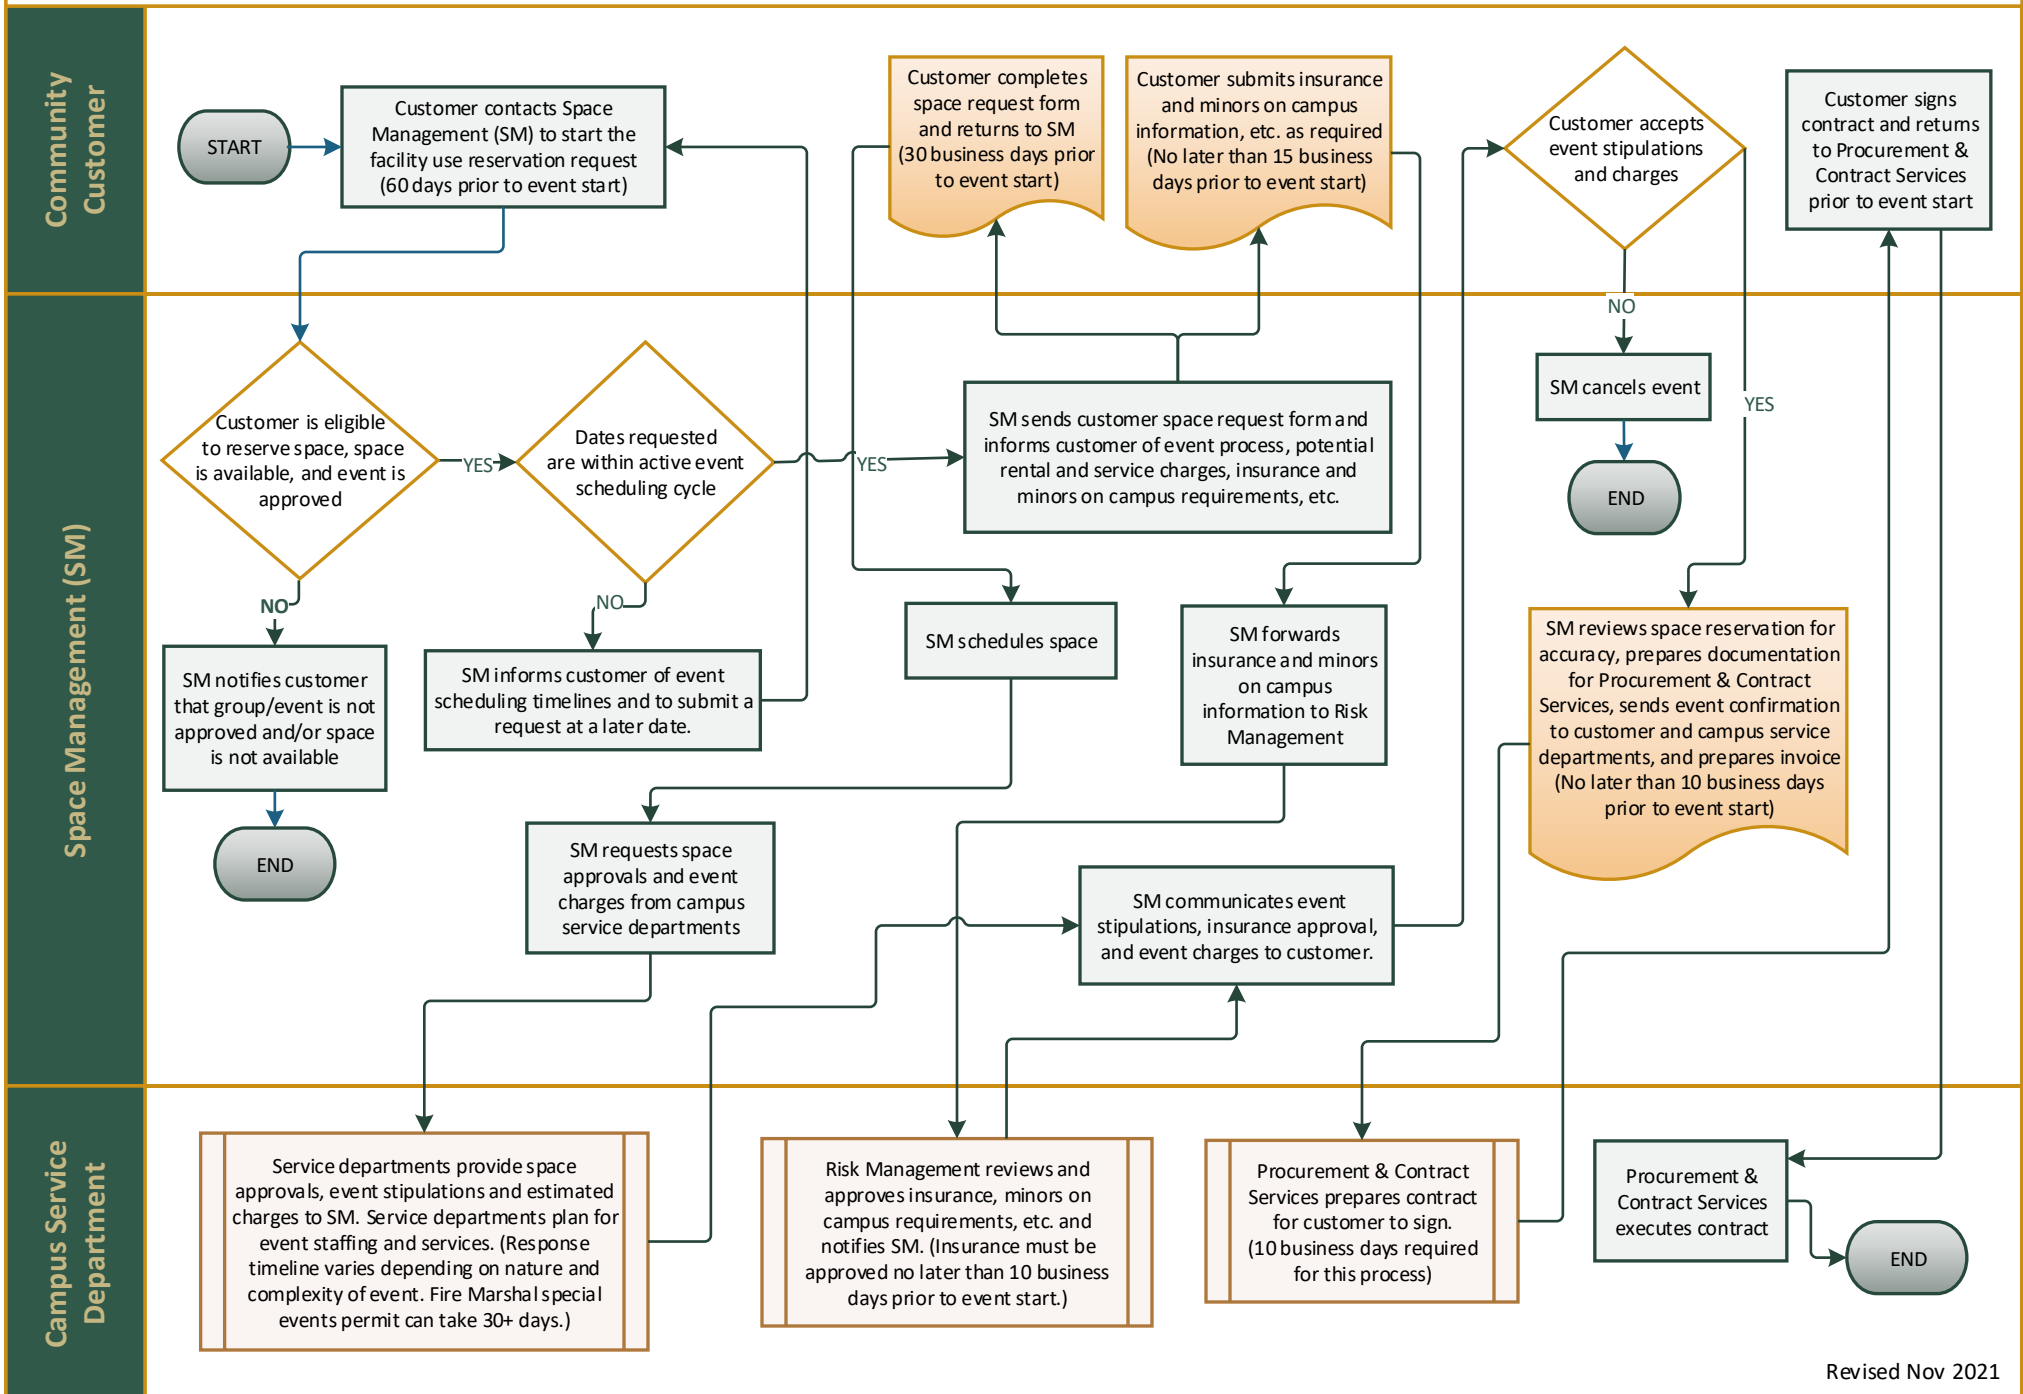 Community
Customer
START
Customer contacts Space
Management (SM) to start the
facility use reservation request
(60 days prior to event start)
Customer completes
space request form
and returns to SM
(30 business days prior
to event start)
Customer submits insurance
and minors on campus
information, etc. as required
(No later than 15 business
days prior to event start)
Customer accepts
event stipulations
and charges
Customer signs
contract and returns
to Procurement &
Contract Services
prior to event start
Space Management (SM)
Customer is eligible
to reserve space, space
is available, and event is
approved
YES
NO
Dates requested
are within active event
scheduling cycle
YES
NO
SM sends customer space request form and
informs customer of event process, potential
rental and service charges, insurance and
minors on campus requirements, etc.
NO
SM cancels event
YES
END
SM notifies customer
that group/event is not
approved and/or space
is not available
END
SM informs customer of event
scheduling timelines and to submit a
request at a later date.
SM schedules space
SM forwards
insurance and minors
on campus
information to Risk
Management
SM reviews space reservation for
accuracy, prepares documentation
for Procurement & Contract
Services, sends event confirmation
to customer and campus service
departments, and prepares invoice
(No later than 10 business days
prior to event start)
SM requests space
approvals and event
charges from campus
service departments
SM communicates event
stipulations, insurance approval,
and event charges to customer.
Campus Service
Department
Service departments provide space
approvals, event stipulations and estimated
charges to SM. Service departments plan for
event staffing and services. (Response
timeline varies depending on nature and
complexity of event. Fire Marshal special
events permit can take 30+ days.)
Risk Management reviews and
approves insurance, minors on
campus requirements, etc. and
notifies SM. (Insurance must be
approved no later than 10 business
days prior to event start.)
Procurement & Contract
Services prepares contract
for customer to sign.
(10 business days required
for this process)
Procurement &
Contract Services
executes contract
END
Revised Nov 2021